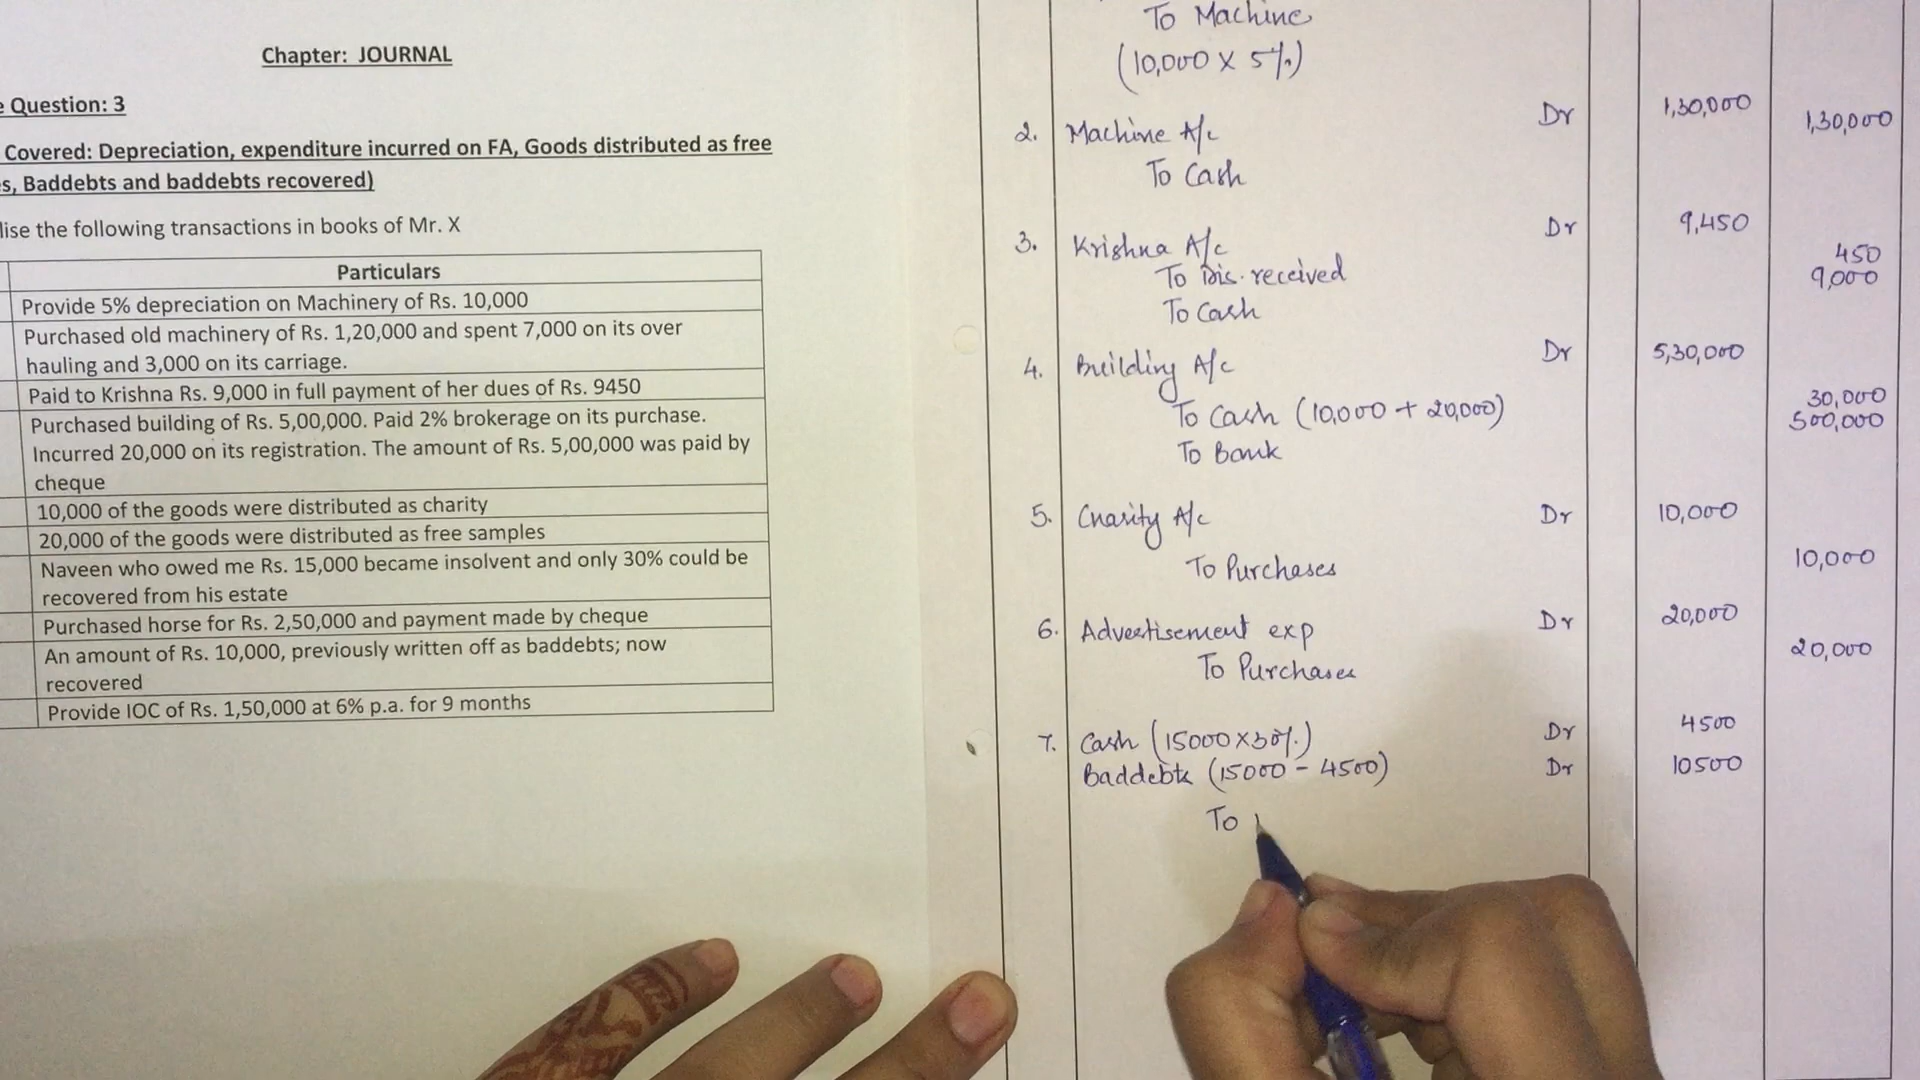 Chapter: JOURNAL
Question: 3
Covered: Depreciation, expenditure incurred on FA, Goods distributed as free
s, Baddebts and baddebts recovered)
lise the following transactions in books of Mr. X
Particulars
Provide 5% depreciation on Machinery of Rs. 10,000
Purchased old machinery of Rs. 1,20,000 and spent 7,000 on its over
hauling and 3,000 on its carriage.
Paid to Krishna Rs. 9,000 in full payment of her dues of Rs. 9450
Purchased building of Rs. 5,00,000. Paid 2% brokerage on its purchase.
Incurred 20,000 on its registration. The amount of Rs. 5,00,000 was paid by
cheque
10,000 of the goods were distributed as charity
20,000 of the goods were distributed as free samples
Naveen who owed me Rs. 15,000 became insolvent and only 30% could be
recovered from his estate
Purchased horse for Rs. 2,50,000 and payment made by cheque
An amount of Rs. 10,000, previously written off as baddebts; now
recovered
Provide IOC of Rs. 1,50,000 at 6% p.a. for 9 months
To Machine
(10,000 X 5%)
2. Machine A/c Dr 1,30,000
To Cash 1,30,000
3. Krishna A/c Dr 9,450
To Dis. received 450
To Cash 9,000
4. Building A/c Dr 5,30,000
To Cash (10,000 + 20,000) 30,000
To Bank 500,000
5. Charity A/c Dr 10,000
To Purchases 10,000
6. Advertisement exp Dr 20,000
To Purchases 20,000
7. Cash (15000 X 30%) Dr 4500
Baddebts (15000 - 4500) Dr 10500
To